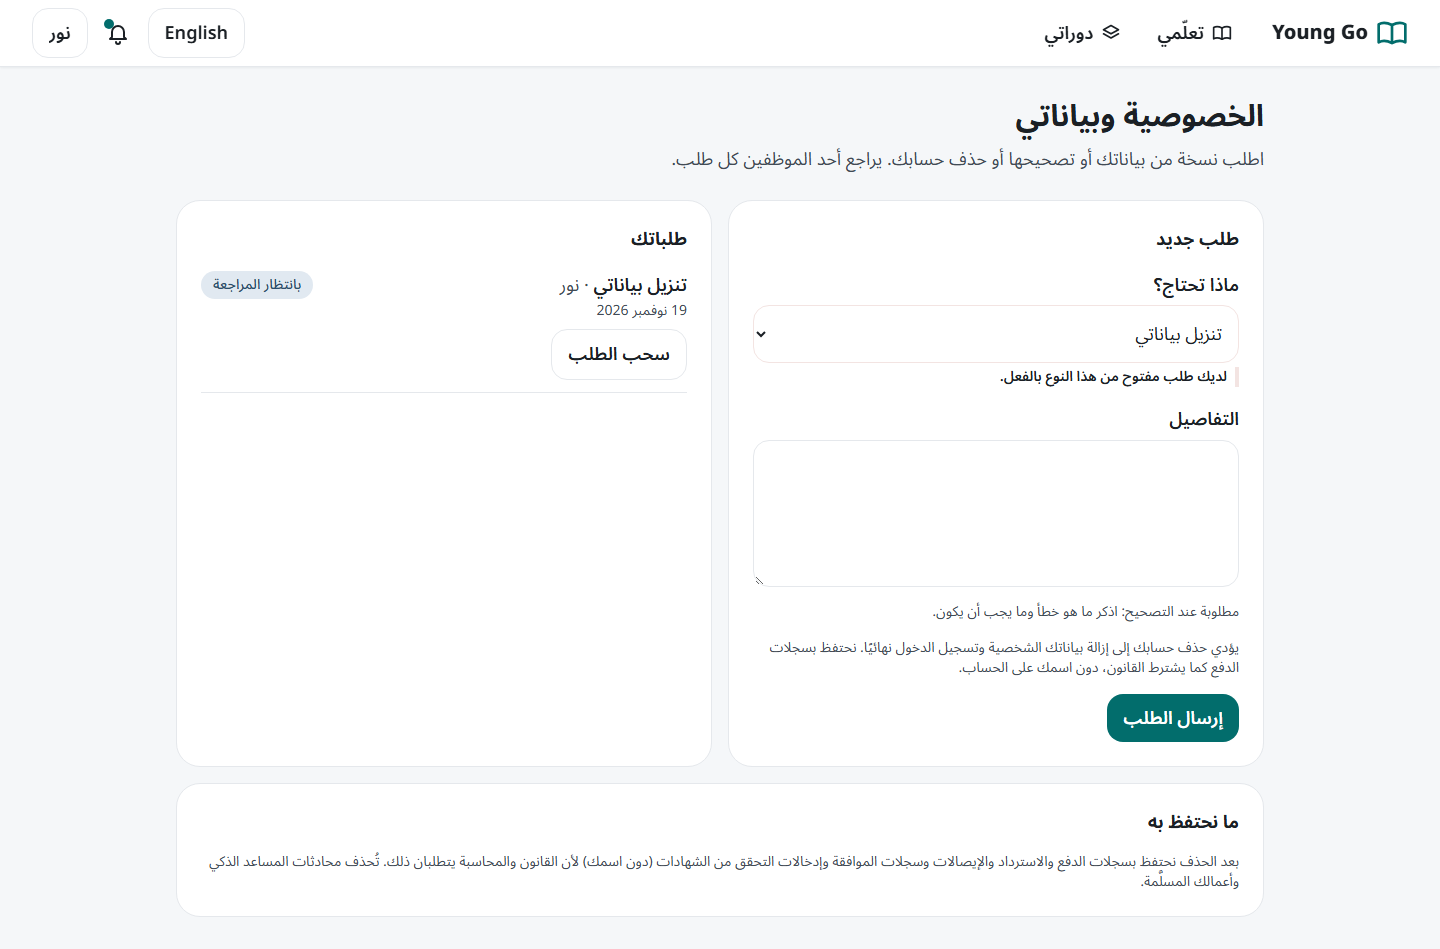 Young Go
تعلّمي
دوراتي
English
نور
الخصوصية وبياناتي
اطلب نسخة من بياناتك أو تصحيحها أو حذف حسابك. يراجع أحد الموظفين كل طلب.
طلب جديد
ماذا تحتاج؟
تنزيل بياناتي
لديك طلب مفتوح من هذا النوع بالفعل.
التفاصيل
مطلوبة عند التصحيح: اذكر ما هو خطأ وما يجب أن يكون.
يؤدي حذف حسابك إلى إزالة بياناتك الشخصية وتسجيل الدخول نهائيًا. نحتفظ بسجلات
الدفع كما يشترط القانون، دون اسمك على الحساب.
إرسال الطلب
طلباتك
تنزيل بياناتي · نور
بانتظار المراجعة
19 نوفمبر 2026
سحب الطلب
ما نحتفظ به
بعد الحذف نحتفظ بسجلات الدفع والاسترداد والإيصالات وسجلات الموافقة وإدخالات التحقق من الشهادات (دون اسمك) لأن القانون والمحاسبة يتطلبان ذلك. تُحذف محادثات المساعد الذكي
وأعمالك المسلَّمة.